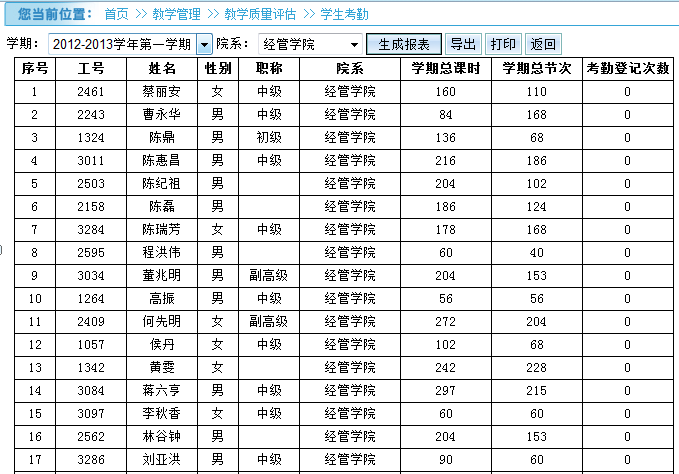 您当前位置： 首页 >> 教学管理 >> 教学质量评估 >> 学生考勤
学期： 2012-2013学年第一学期 院系： 经管学院 生成报表 导出 打印 返回
序号 工号 姓名 性别 职称 院系 学期总课时 学期总节次 考勤登记次数
1 2461 蔡丽安 女 中级 经管学院 160 110 0
2 2243 曹永华 男 中级 经管学院 84 168 0
3 1324 陈鼎 男 初级 经管学院 136 68 0
4 3011 陈惠昌 男 中级 经管学院 216 186 0
5 2503 陈纪祖 男 经管学院 204 102 0
6 2158 陈磊 男 经管学院 186 124 0
7 3284 陈瑞芳 女 中级 经管学院 178 168 0
8 2595 程洪伟 男 经管学院 60 40 0
9 3034 董兆明 男 副高级 经管学院 204 153 0
10 1264 高振 男 中级 经管学院 56 56 0
11 2409 何先明 女 副高级 经管学院 272 204 0
12 1057 侯丹 女 中级 经管学院 102 68 0
13 1342 黄雯 女 经管学院 242 228 0
14 3084 蒋六亨 男 中级 经管学院 297 215 0
15 3097 李秋香 女 中级 经管学院 60 60 0
16 2562 林谷钟 男 经管学院 204 153 0
17 3286 刘亚洪 男 中级 经管学院 90 60 0